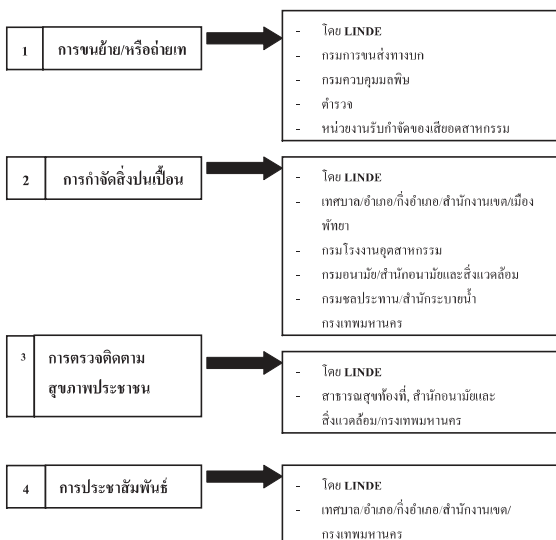 1 การขนย้าย/หรือถ่ายเท
- โดย LINDE
- กรมการขนส่งทางบก
- กรมควบคุมมลพิษ
- ตำรวจ
- หน่วยงานรับกำจัดของเสียอตสาหกรรม
2 การกำจัดสิ่งปนเปื้อน
- โดย LINDE
- เทศบาล/อำเภอ/กิ่งอำเภอ/สำนักงานเขต/เมือง
พัทยา
- กรมโรงงานอุตสาหกรรม
- กรมอนามัย/สำนักอนามัยและสิ่งแวดล้อม
- กรมชลประทาน/สำนักระบายน้ำ
กรุงเทพมหานคร
3 การตรวจติดตาม
สุขภาพประชาชน
- โดย LINDE
- สาธารณสุขท้องที่, สำนักอนามัยและ
สิ่งแวดล้อม/กรุงเทพมหานคร
4 การประชาสัมพันธ์
- โดย LINDE
- เทศบาล/อำเภอ/กิ่งอำเภอ/สำนักงานเขต/
กรุงเทพมหานคร